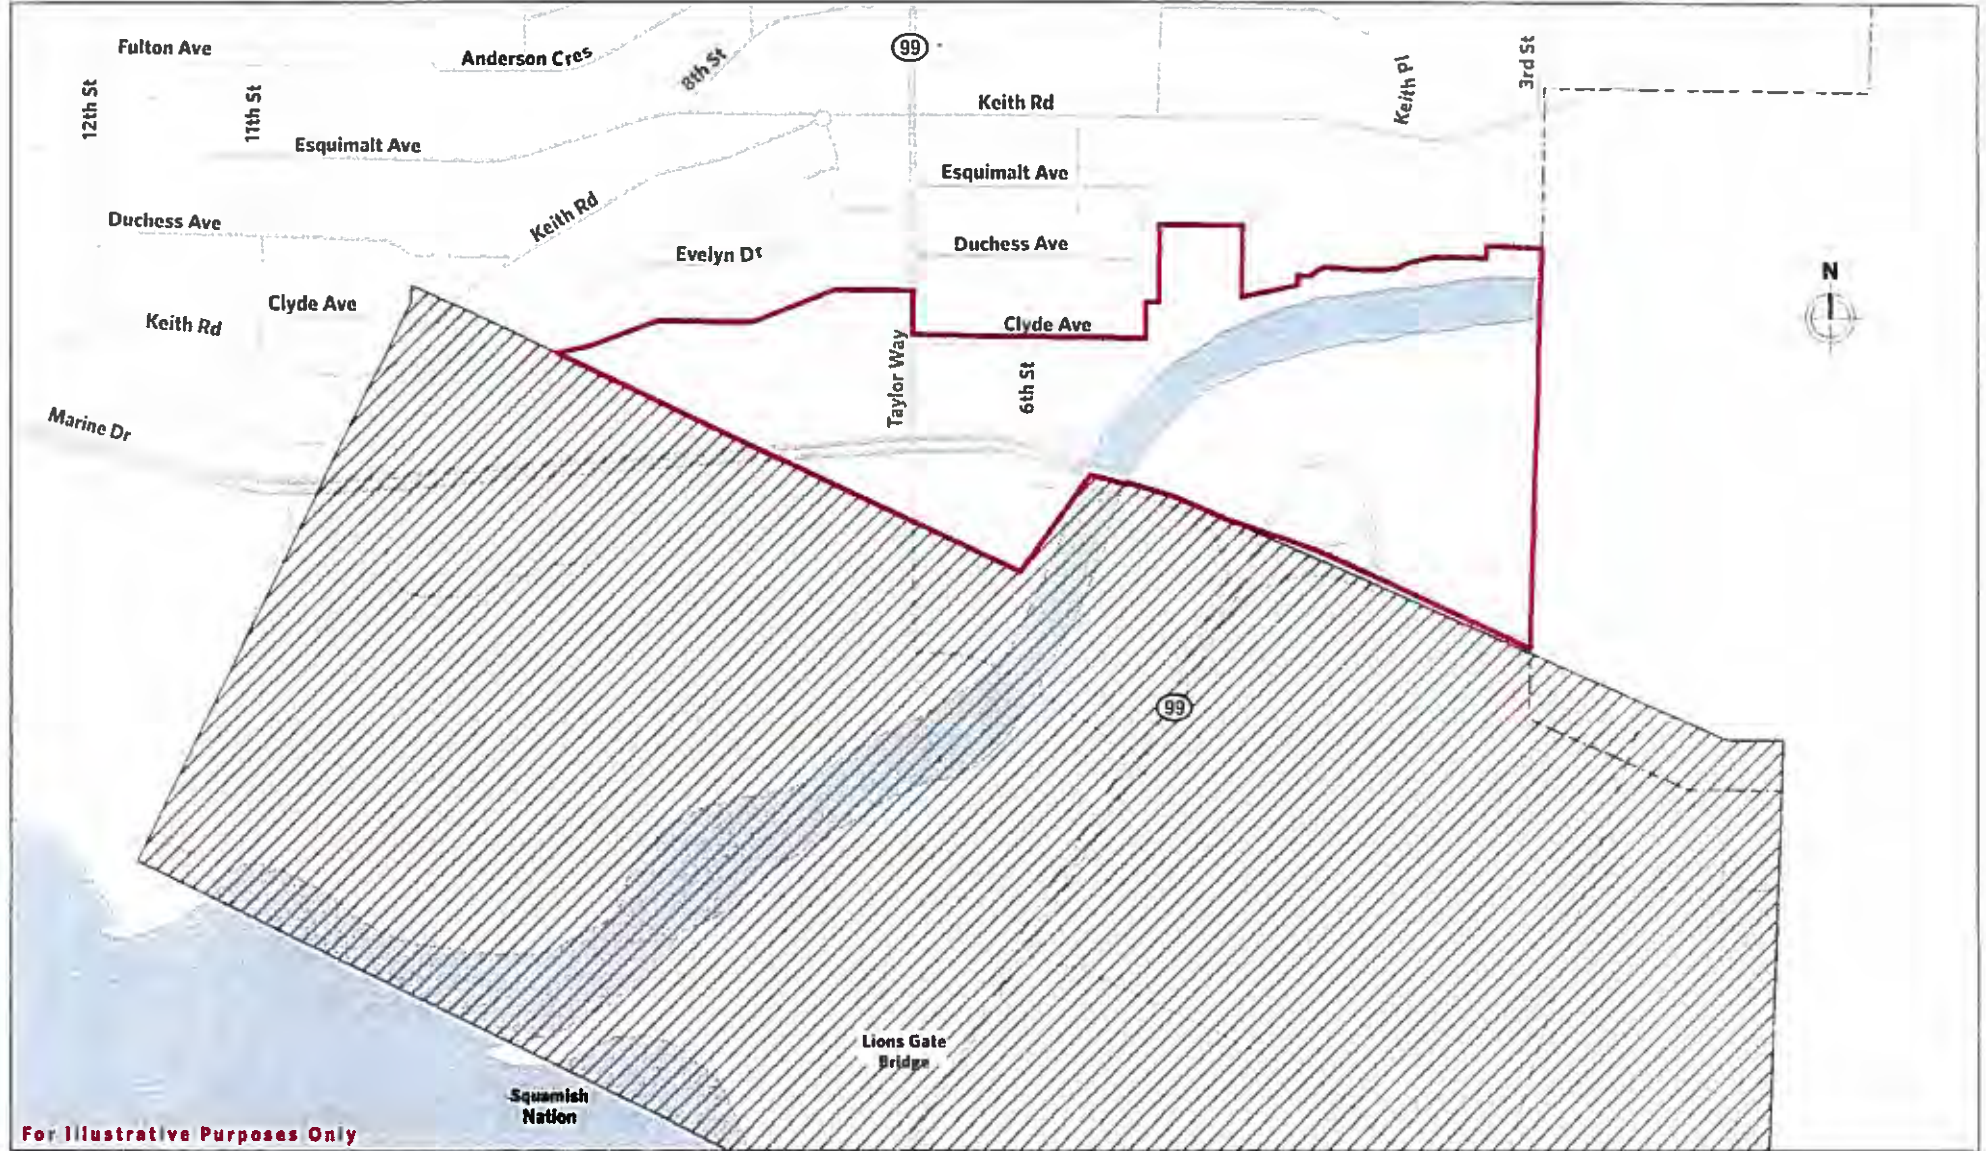 Fulton Ave
Anderson Cres
8th St
99
3rd St
12th St
11th St
Keith Rd
Keith Pl
Esquimalt Ave
Esquimalt Ave
Duchess Ave
Keith Rd
Duchess Ave
Evelyn Dr
N
Clyde Ave
Keith Rd
Clyde Ave
Taylor Way
6th St
Marine Dr
99
Lions Gate
Bridge
Squamish
Nation
For Illustrative Purposes Only